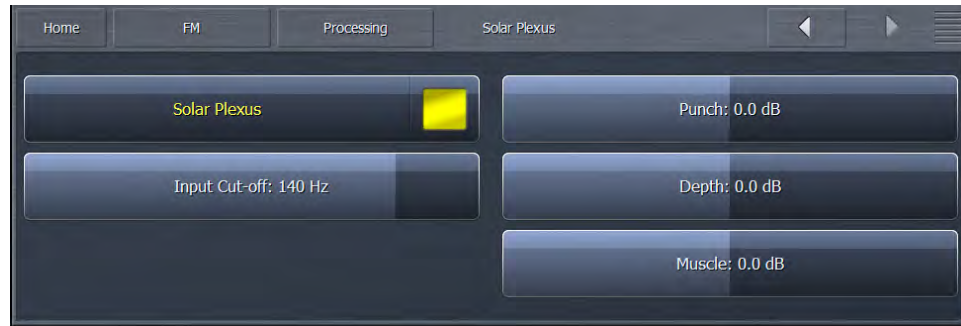 Home FM Processing Solar Plexus
Solar Plexus
Punch: 0.0 dB
Input Cut-off: 140 Hz
Depth: 0.0 dB
Muscle: 0.0 dB